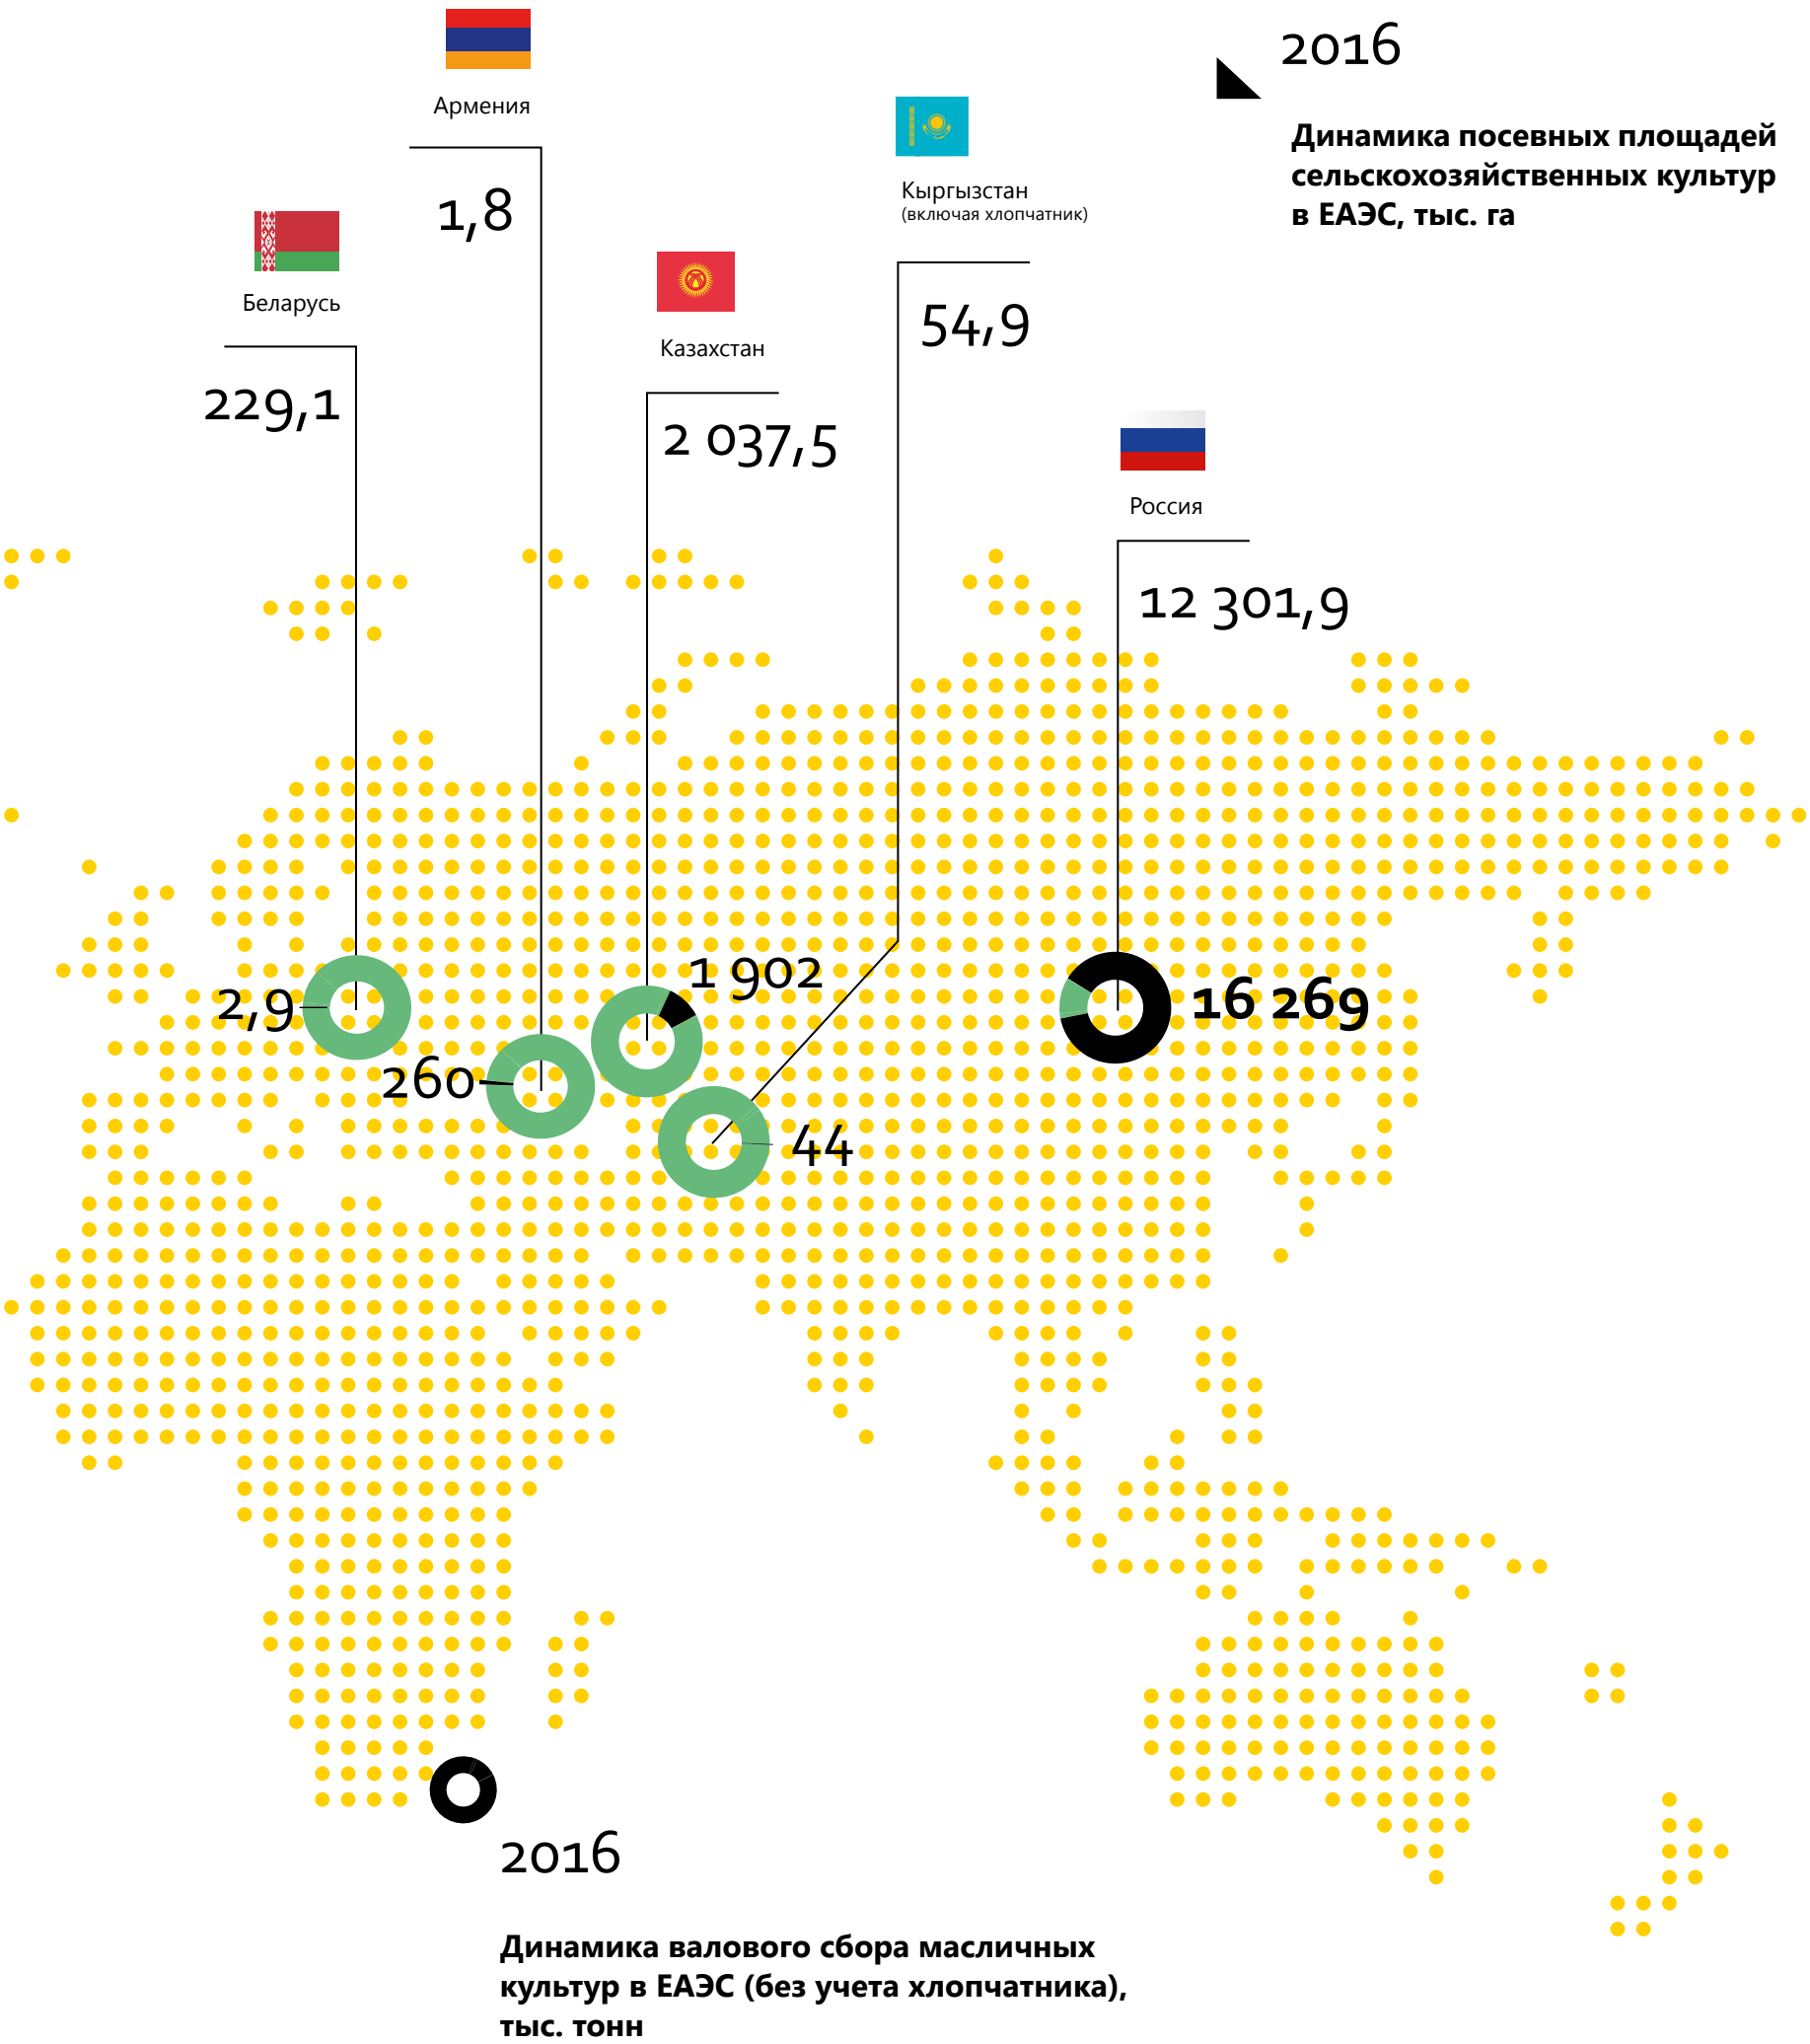 2016
Динамика посевных площадей
сельскохозяйственных культур
в ЕАЭС, тыс. га
Армения
1,8
Кыргызстан
(включая хлопчатник)
54,9
Беларусь
229,1
Казахстан
2 037,5
Россия
12 301,9
1 902
2,9
16 269
260
44
2016
Динамика валового сбора масличных
культур в ЕАЭС (без учета хлопчатника),
тыс. тонн